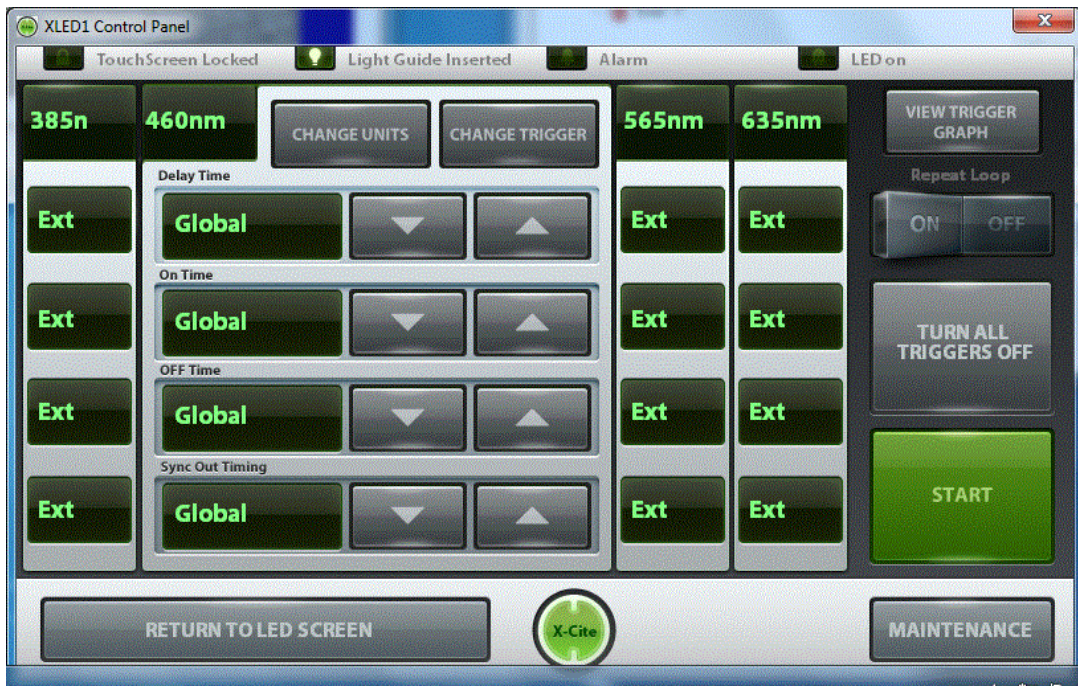 XLED1 Control Panel
TouchScreen Locked
Light Guide Inserted
Alarm
LED on
385n
460nm
CHANGE UNITS
CHANGE TRIGGER
565nm
635nm
VIEW TRIGGER
GRAPH
Delay Time
Repeat Loop
Ext
Global
Ext
Ext
ON
OFF
On Time
Ext
Global
Ext
Ext
TURN ALL
TRIGGERS OFF
OFF Time
Ext
Global
Ext
Ext
Sync Out Timing
Ext
Global
Ext
Ext
START
RETURN TO LED SCREEN
X-Cite
MAINTENANCE